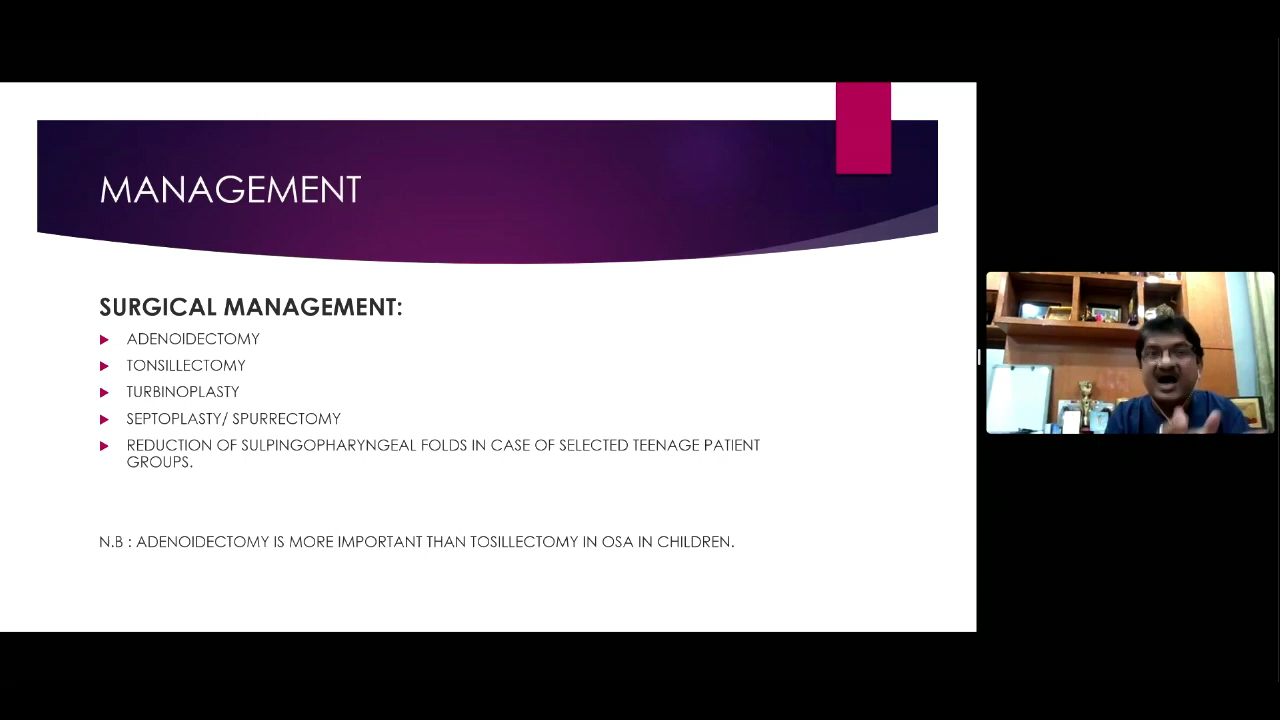 MANAGEMENT
SURGICAL MANAGEMENT:
ADENOIDECTOMY
TONSILLECTOMY
TURBINOPLASTY
SEPTOPLASTY/ SPURRECTOMY
REDUCTION OF SULPINGOPHARYNGEAL FOLDS IN CASE OF SELECTED TEENAGE PATIENT
GROUPS.
N.B : ADENOIDECTOMY IS MORE IMPORTANT THAN TOSILLECTOMY IN OSA IN CHILDREN.